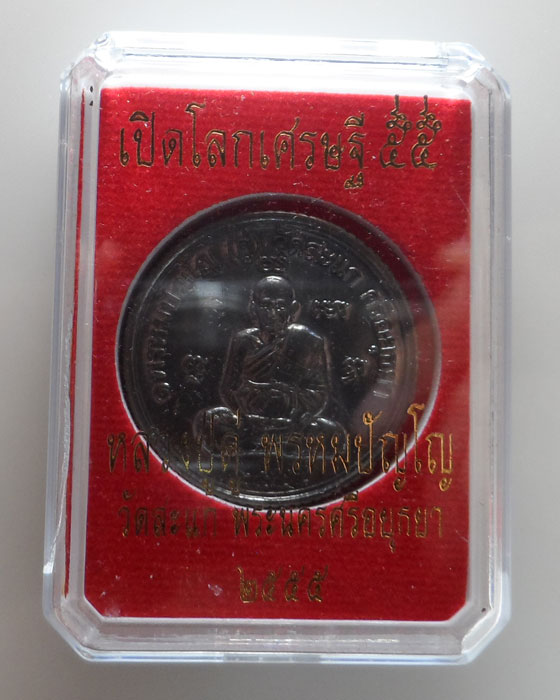 เปิดโลกเศรษฐี ๕๕
หลวงปู่ดู่ พรหมปัญโญ
วัดสะแก พระนครศรีอยุธยา
๒๕๕๕